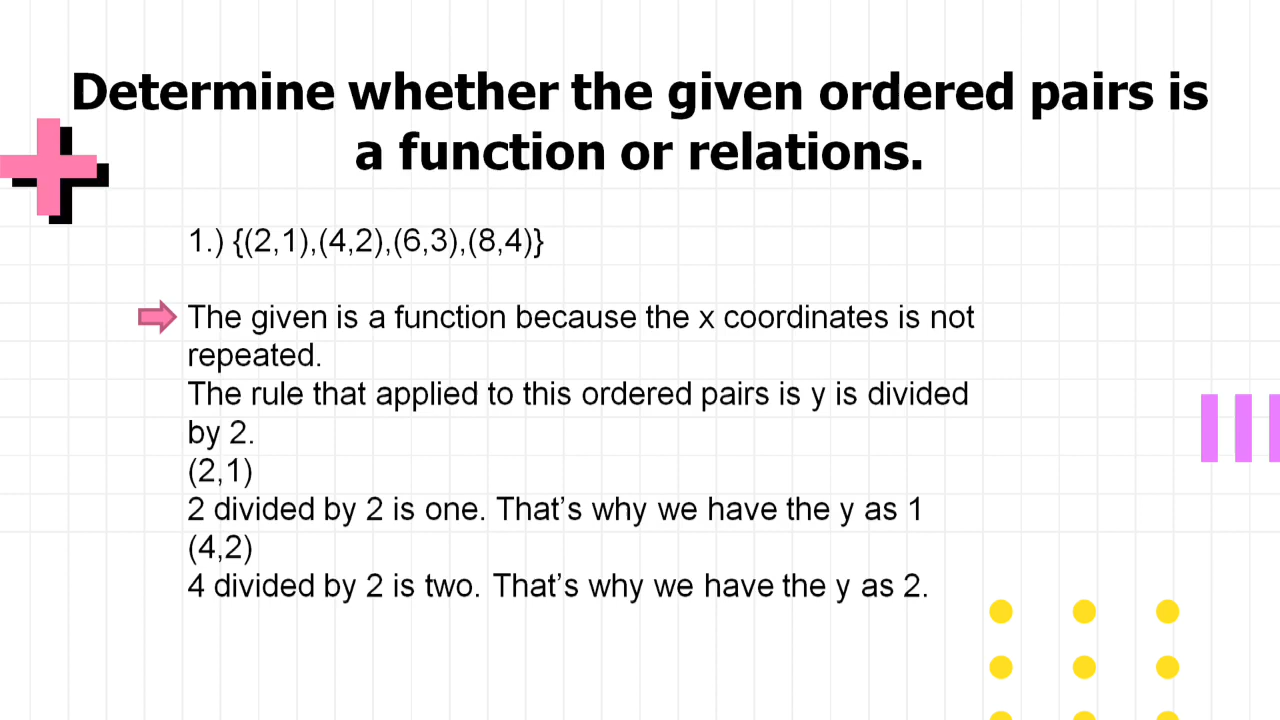 Determine whether the given ordered pairs is
a function or relations.
1.) {(2,1),(4,2),(6,3),(8,4)}
The given is a function because the x coordinates is not
repeated.
The rule that applied to this ordered pairs is y is divided
by 2.
(2,1)
2 divided by 2 is one. That’s why we have the y as 1
(4,2)
4 divided by 2 is two. That’s why we have the y as 2.